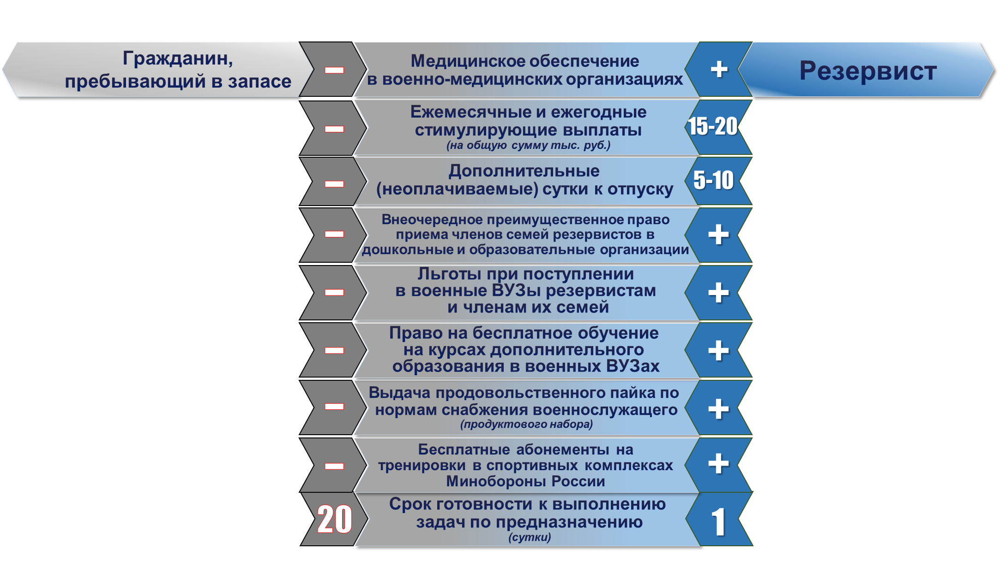 Гражданин,
пребывающий в запасе
–
Медицинское обеспечение
в военно-медицинских организациях
+
Резервист
–
Ежемесячные и ежегодные
стимулирующие выплаты
(на общую сумму тыс. руб.)
15-20
–
Дополнительные
(неоплачиваемые) сутки к отпуску
5-10
–
Внеочередное преимущественное право
приема членов семей резервистов в
дошкольные и образовательные организации
+
–
Льготы при поступлении
в военные ВУЗы резервистам
и членам их семей
+
–
Право на бесплатное обучение
на курсах дополнительного
образования в военных ВУЗах
+
–
Выдача продовольственного пайка по
нормам снабжения военнослужащего
(продуктового набора)
+
–
Бесплатные абонементы на
тренировки в спортивных комплексах
Минобороны России
+
20
Срок готовности к выполнению
задач по предназначению
(сутки)
1